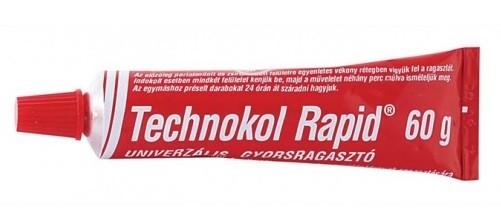 Az előzőleg portalanított és zsírtalanított felületre egyenletes vékony rétegben vigyük fel a ragasztót.
Indokolt esetben mindkét felületet kenjük be, majd a műveletet néhány perc múlva ismételjük meg.
Az egymáshoz préselt darabokat 24 órán át száradni hagyjuk.
Technokol Rapid® 60 g
UNIVERZÁLIS GYORSRAGASZTÓ